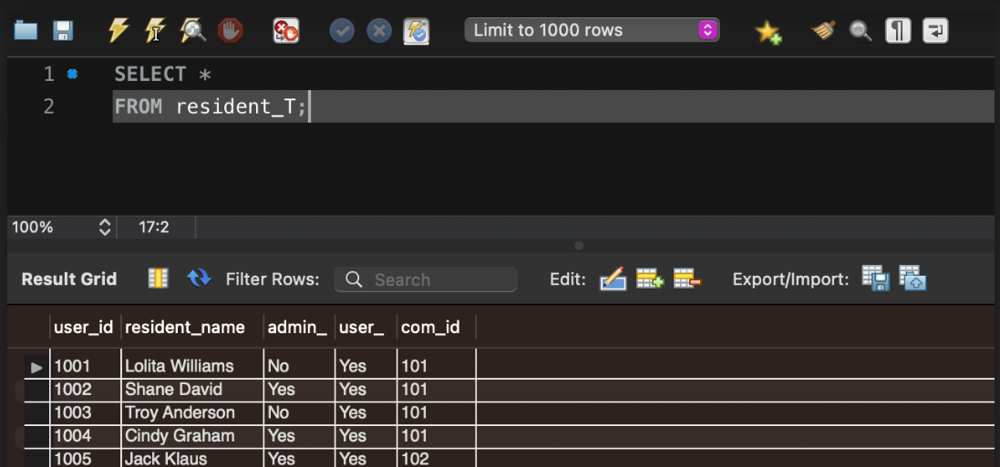 Limit to 1000 rows
1 SELECT *
2 FROM resident_T;
100% 17:2
Result Grid Filter Rows: Search Edit: Export/Import:
user_id resident_name admin_ user_ com_id
1001 Lolita Williams No Yes 101
1002 Shane David Yes Yes 101
1003 Troy Anderson No Yes 101
1004 Cindy Graham Yes Yes 101
1005 Jack Klaus Yes Yes 102